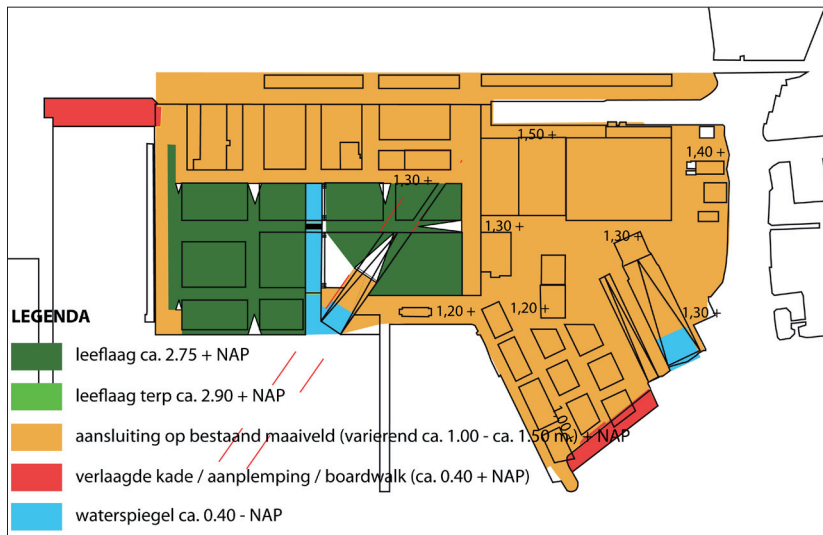 1,50 +
1,40 +
1,30 +
1,30 +
1,30 +
1,30 +
1,20 +
1,20 +
1,00 +
LEGENDA
leeflaag ca. 2.75 + NAP
leeflaag terp ca. 2.90 + NAP
aansluiting op bestaand maaiveld (varierend ca. 1.00 - ca. 1.50 m.) + NAP
verlaagde kade / aanplemping / boardwalk (ca. 0.40 + NAP)
waterspiegel ca. 0.40 - NAP